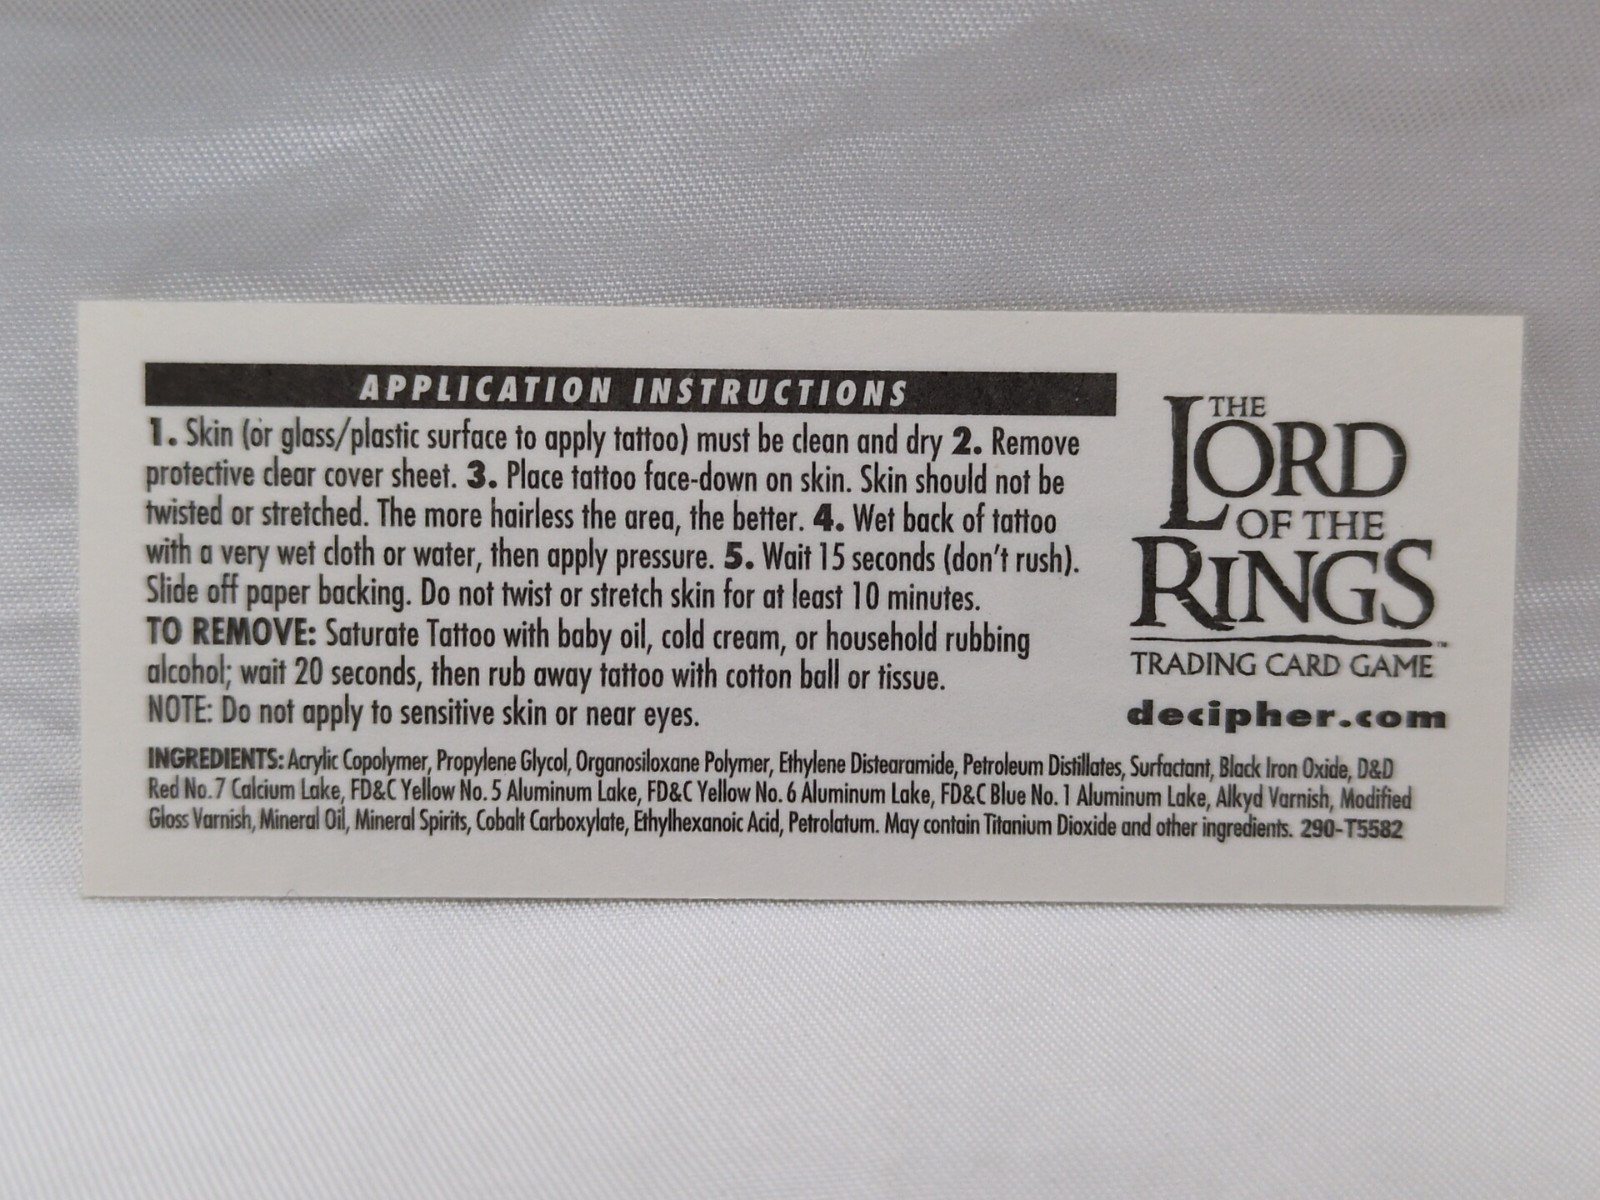 APPLICATION INSTRUCTIONS
1. Skin (or glass/plastic surface to apply tattoo) must be clean and dry 2. Remove
protective clear cover sheet. 3. Place tattoo face-down on skin. Skin should not be
twisted or stretched. The more hairless the area, the better. 4. Wet back of tattoo
with a very wet cloth or water, then apply pressure. 5. Wait 15 seconds (don't rush).
Slide off paper backing. Do not twist or stretch skin for at least 10 minutes.
TO REMOVE: Saturate Tattoo with baby oil, cold cream, or household rubbing
alcohol; wait 20 seconds, then rub away tattoo with cotton ball or tissue.
NOTE: Do not apply to sensitive skin or near eyes.
THE
LORD
OF THE
RINGS™
TRADING CARD GAME
decipher.com
INGREDIENTS: Acrylic Copolymer, Propylene Glycol, Organosiloxane Polymer, Ethylene Distearamide, Petroleum Distillates, Surfactant, Black Iron Oxide, D&D
Red No. 7 Calcium Lake, FD&C Yellow No. 5 Aluminum Lake, FD&C Yellow No. 6 Aluminum Lake, FD&C Blue No. 1 Aluminum Lake, Alkyd Varnish, Modified
Gloss Varnish, Mineral Oil, Mineral Spirits, Cobalt Carboxylate, Ethylhexanoic Acid, Petrolatum. May contain Titanium Dioxide and other ingredients. 290-T5582